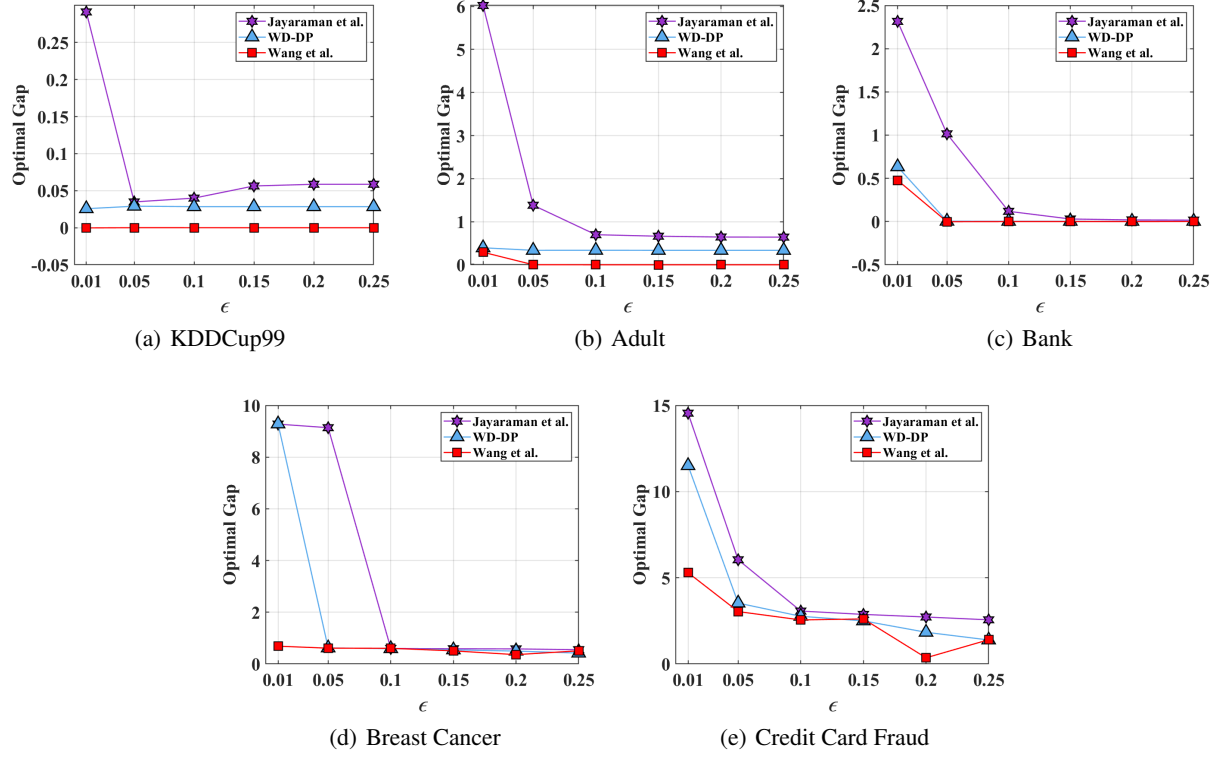 0.25
0.2
0.15
0.1
0.05
0
-0.05
Optimal Gap
Jayaraman et al.
WD-DP
Wang et al.
0.01 0.05 0.1 0.15 0.2 0.25
ϵ
(a) KDDCup99
6
5
4
3
2
1
0
Optimal Gap
Jayaraman et al.
WD-DP
Wang et al.
0.01 0.05 0.1 0.15 0.2 0.25
ϵ
(b) Adult
2.5
2
1.5
1
0.5
0
-0.5
Optimal Gap
Jayaraman et al.
WD-DP
Wang et al.
0.01 0.05 0.1 0.15 0.2 0.25
ϵ
(c) Bank
10
8
6
4
2
0
Optimal Gap
Jayaraman et al.
WD-DP
Wang et al.
0.01 0.05 0.1 0.15 0.2 0.25
ϵ
(d) Breast Cancer
15
10
5
0
Optimal Gap
Jayaraman et al.
WD-DP
Wang et al.
0.01 0.05 0.1 0.15 0.2 0.25
ϵ
(e) Credit Card Fraud